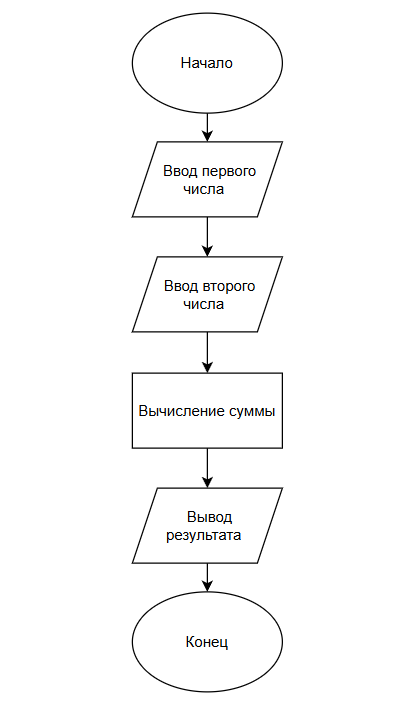 Начало
Ввод первого
числа
Ввод второго
числа
Вычисление суммы
Вывод
результата
Конец